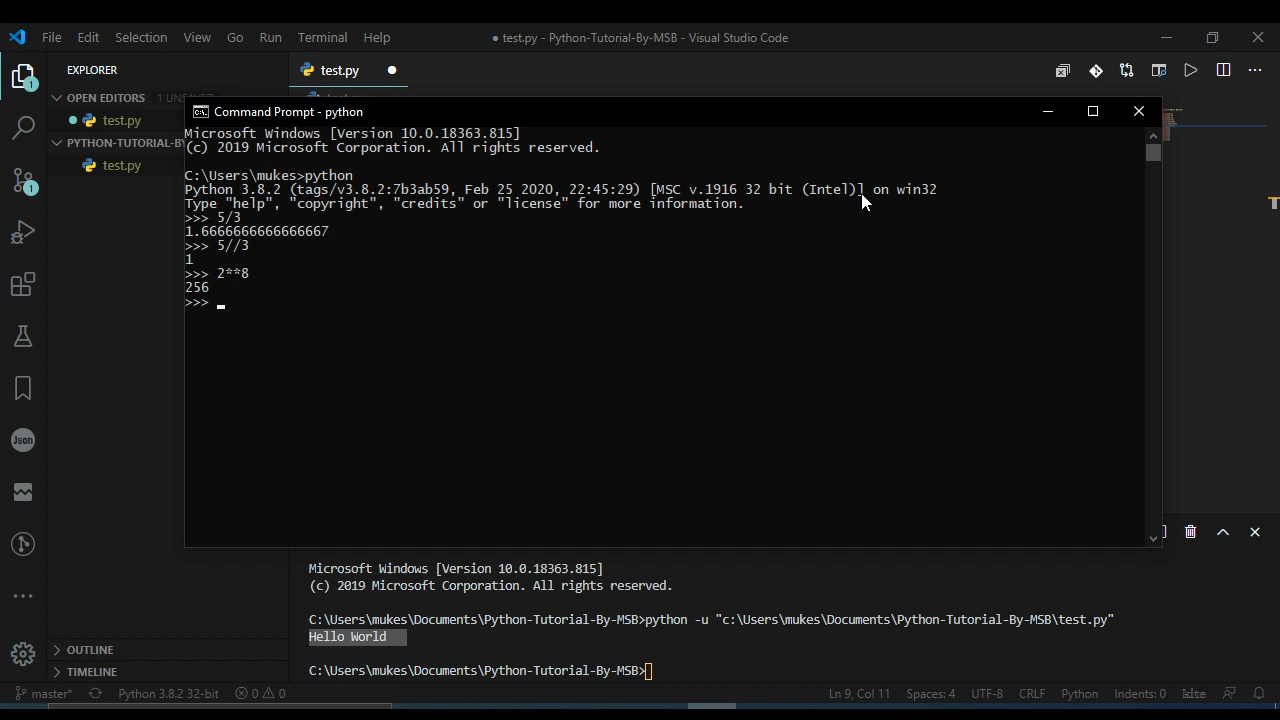 File Edit Selection View Go Run Terminal Help
● test.py - Python-Tutorial-By-MSB - Visual Studio Code
EXPLORER
test.py
OPEN EDITORS
test.py
PYTHON-TUTORIAL-BY
test.py
Command Prompt - python
Microsoft Windows [Version 10.0.18363.815]
(c) 2019 Microsoft Corporation. All rights reserved.
C:\Users\mukes>python
Python 3.8.2 (tags/v3.8.2:7b3ab59, Feb 25 2020, 22:45:29) [MSC v.1916 32 bit (Intel)] on win32
Type "help", "copyright", "credits" or "license" for more information.
>>> 5/3
1.6666666666666667
>>> 5//3
1
>>> 2**8
256
>>>
1
1
Json
Microsoft Windows [Version 10.0.18363.815]
(c) 2019 Microsoft Corporation. All rights reserved.
C:\Users\mukes\Documents\Python-Tutorial-By-MSB>python -u "c:\Users\mukes\Documents\Python-Tutorial-By-MSB\test.py"
Hello World
C:\Users\mukes\Documents\Python-Tutorial-By-MSB>
OUTLINE
TIMELINE
master* Python 3.8.2 32-bit 0 0 Ln 9, Col 11 Spaces: 4 UTF-8 CRLF Python Indents: 0 kite